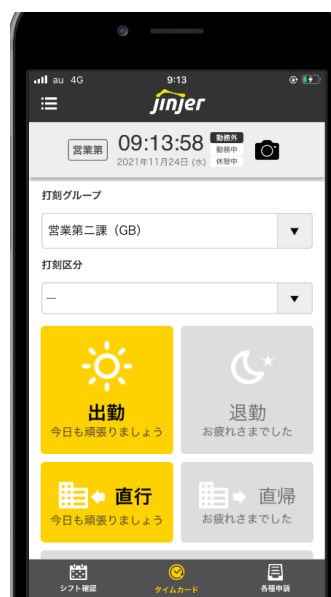 au 4G 9:13
jinjer
営業第 09:13:58 勤務外
勤務中
2021年11月24日 (水) 休憩中
打刻グループ
営業第二課（GB）
打刻区分
—
出勤
今日も頑張りましょう
退勤
お疲れさまでした
直行
今日も頑張りましょう
直帰
お疲れさまでした
シフト確認 タイムカード 各種申請